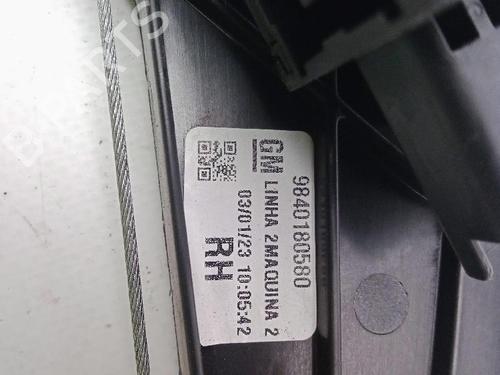 9840180580
GM LINHA 2MAQUINA 2
03/01/23 10:05:42
RH